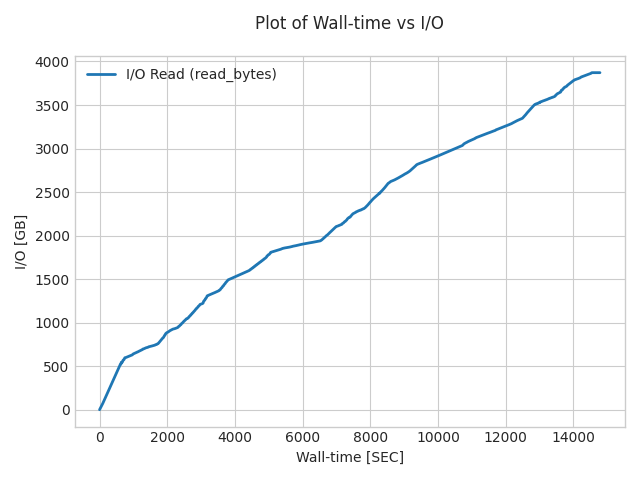 Plot of Wall-time vs I/O
I/O Read (read_bytes)
4000
3500
3000
2500
2000
1500
1000
500
0
I/O [GB]
0 2000 4000 6000 8000 10000 12000 14000
Wall-time [SEC]